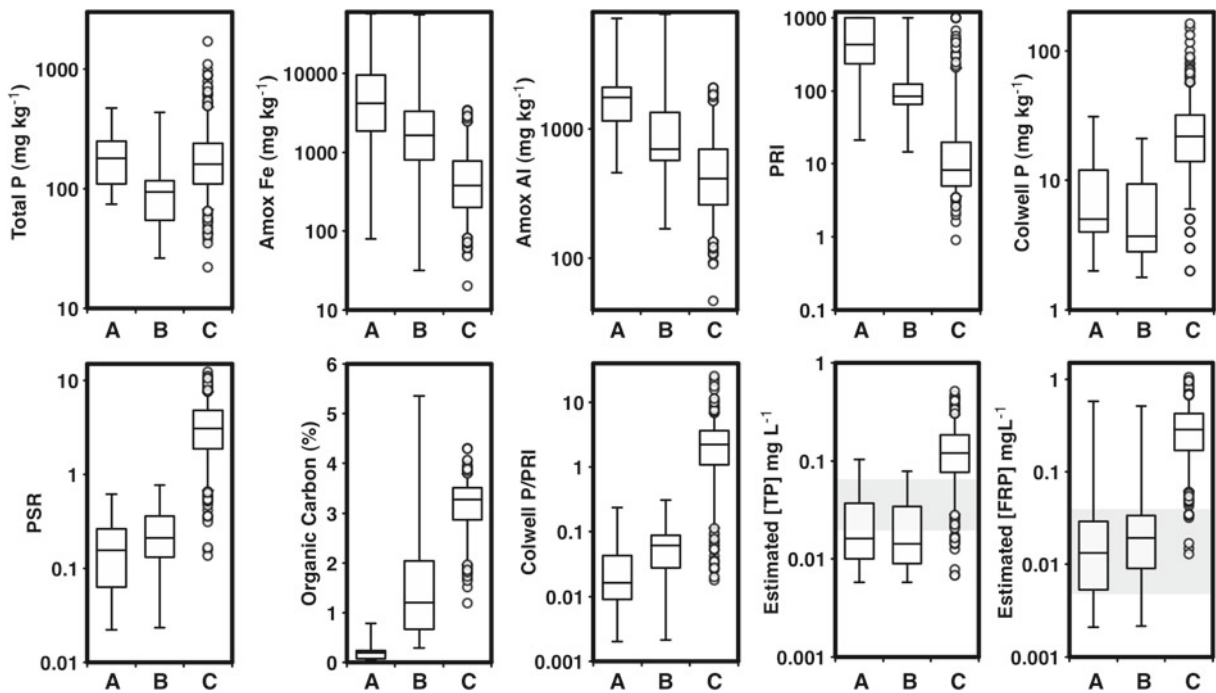 Total P (mg kg⁻¹)
1000
100
10
A B C
Amox Fe (mg kg⁻¹)
10000
1000
100
10
A B C
Amox Al (mg kg⁻¹)
1000
100
A B C
PRI
1000
100
10
1
0.1
A B C
Colwell P (mg kg⁻¹)
100
10
1
A B C
PSR
10
1
0.1
0.01
A B C
Organic Carbon (%)
6
5
4
3
2
1
0
A B C
Colwell P/PRI
10
1
0.1
0.01
0.001
A B C
Estimated [TP] mg L⁻¹
1
0.1
0.01
0.001
A B C
Estimated [FRP] mgL⁻¹
1
0.1
0.01
0.001
A B C